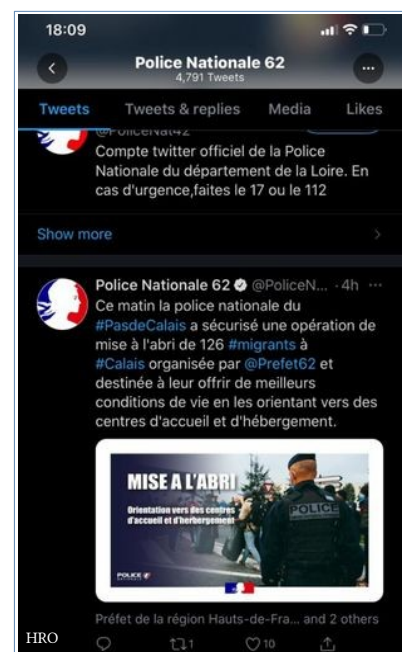 18:09
Police Nationale 62
4,791 Tweets
Tweets Tweets & replies Media Likes
@PoliceNat42
Compte twitter officiel de la Police
Nationale du département de la Loire. En
cas d'urgence,faites le 17 ou le 112
Show more
Police Nationale 62 @PoliceN... · 4h
Ce matin la police nationale du
#PasdeCalais a sécurisé une opération de
mise à l'abri de 126 #migrants à
#Calais organisée par @Prefet62 et
destinée à leur offrir de meilleurs
conditions de vie en les orientant vers des
centres d'accueil et d'hébergement.
MISE A L'ABRI
Orientation vers des centres
d'accueil et d'herbergement
POLICE
POLICE
NATIONALE
Préfet de la région Hauts-de-Fra... and 2 others
1 10
HRO